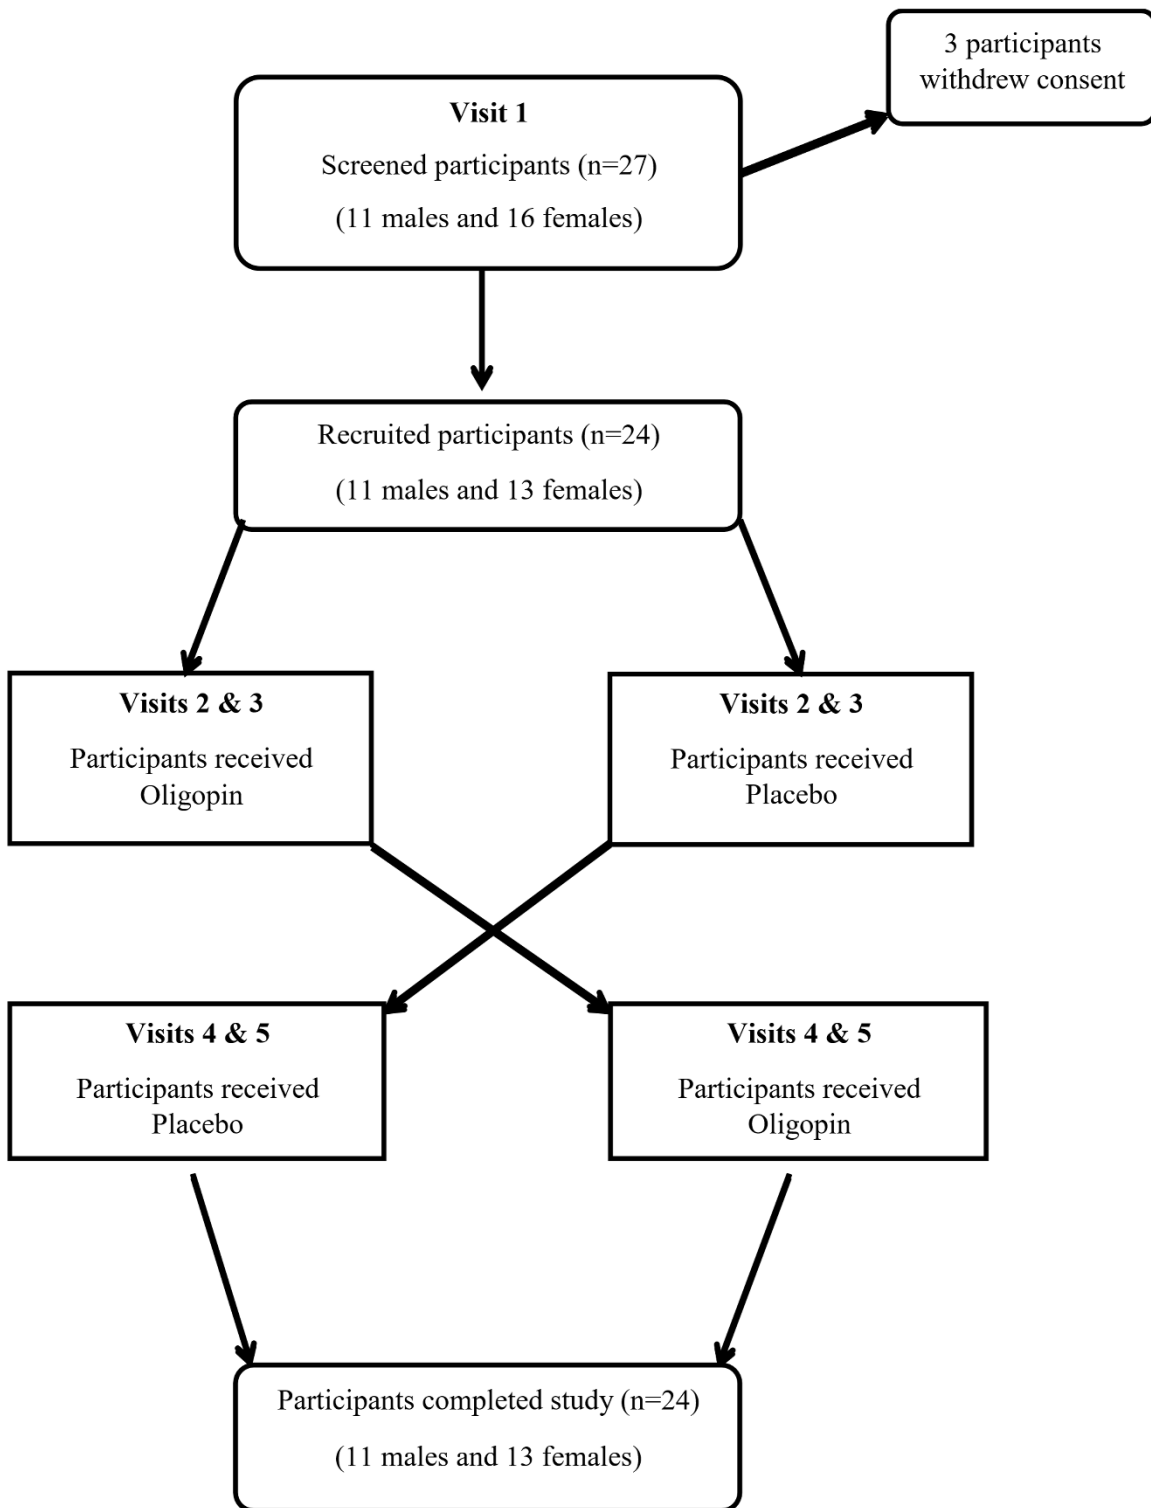 3 participants
withdrew consent
Visit 1
Screened participants (n=27)
(11 males and 16 females)
Recruited participants (n=24)
(11 males and 13 females)
Visits 2 & 3
Participants received
Oligopin
Visits 2 & 3
Participants received
Placebo
Visits 4 & 5
Participants received
Placebo
Visits 4 & 5
Participants received
Oligopin
Participants completed study (n=24)
(11 males and 13 females)